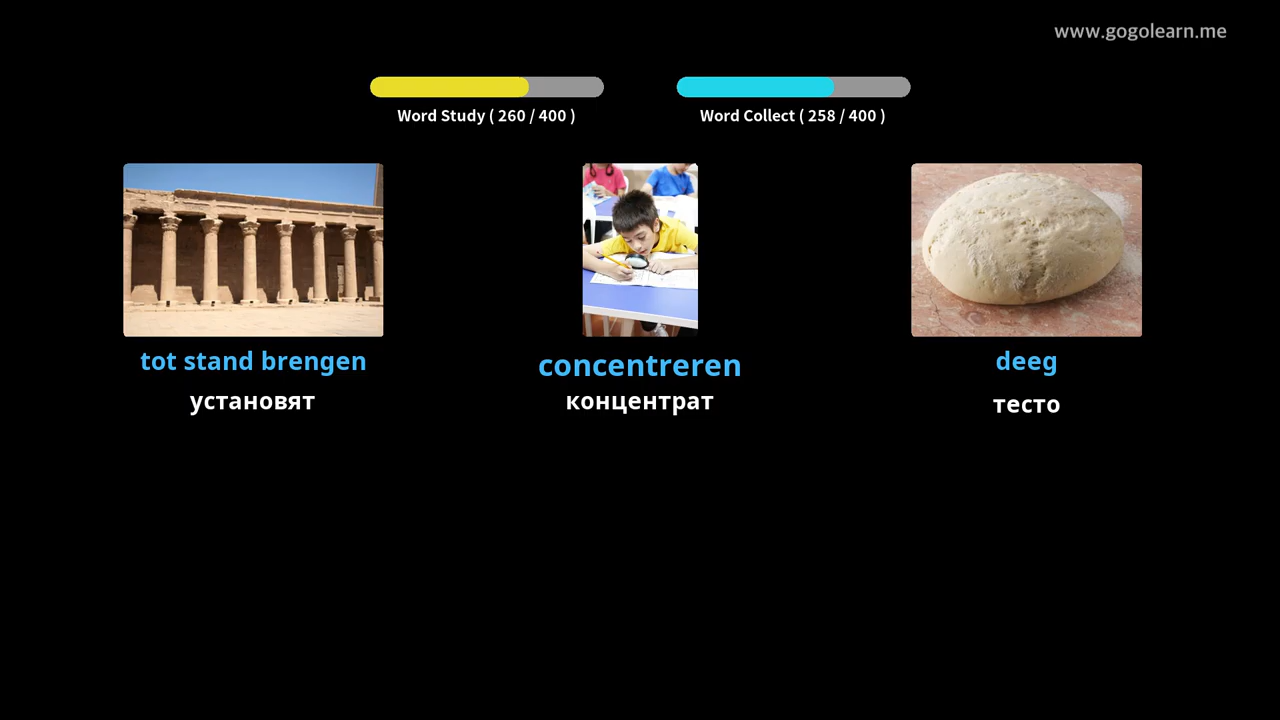 www.gogolearn.me
Word Study ( 260 / 400 )
Word Collect ( 258 / 400 )
tot stand brengen
concentreren
deeg
установят
концентрат
тесто